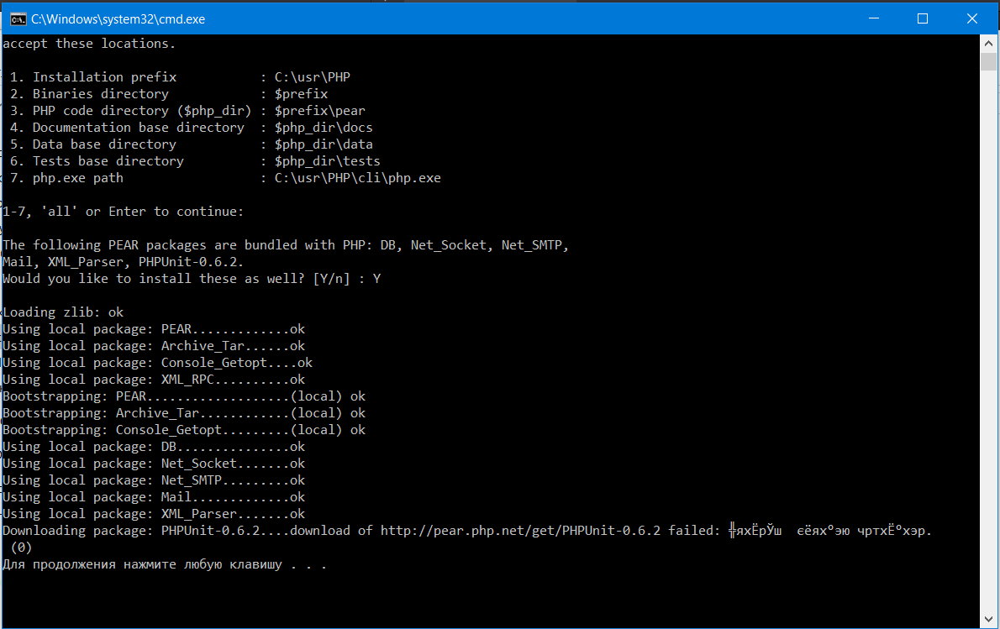 C:\Windows\system32\cmd.exe
accept these locations.
1. Installation prefix           : C:\usr\PHP
2. Binaries directory            : $prefix
3. PHP code directory ($php_dir) : $prefix\pear
4. Documentation base directory  : $php_dir\docs
5. Data base directory           : $php_dir\data
6. Tests base directory          : $php_dir\tests
7. php.exe path                  : C:\usr\PHP\cli\php.exe
1-7, 'all' or Enter to continue:
The following PEAR packages are bundled with PHP: DB, Net_Socket, Net_SMTP,
Mail, XML_Parser, PHPUnit-0.6.2.
Would you like to install these as well? [Y/n] : Y
Loading zlib: ok
Using local package: PEAR.............ok
Using local package: Archive_Tar......ok
Using local package: Console_Getopt....ok
Using local package: XML_RPC..........ok
Bootstrapping: PEAR...................(local) ok
Bootstrapping: Archive_Tar............(local) ok
Bootstrapping: Console_Getopt.........(local) ok
Using local package: DB...............ok
Using local package: Net_Socket.......ok
Using local package: Net_SMTP.........ok
Using local package: Mail.............ok
Using local package: XML_Parser.......ok
Downloading package: PHPUnit-0.6.2....download of http://pear.php.net/get/PHPUnit-0.6.2 failed: ╬яхЁрЎш  єёяхºэю чртхЁºхэр.
(0)
Для продолжения нажмите любую клавишу . . .